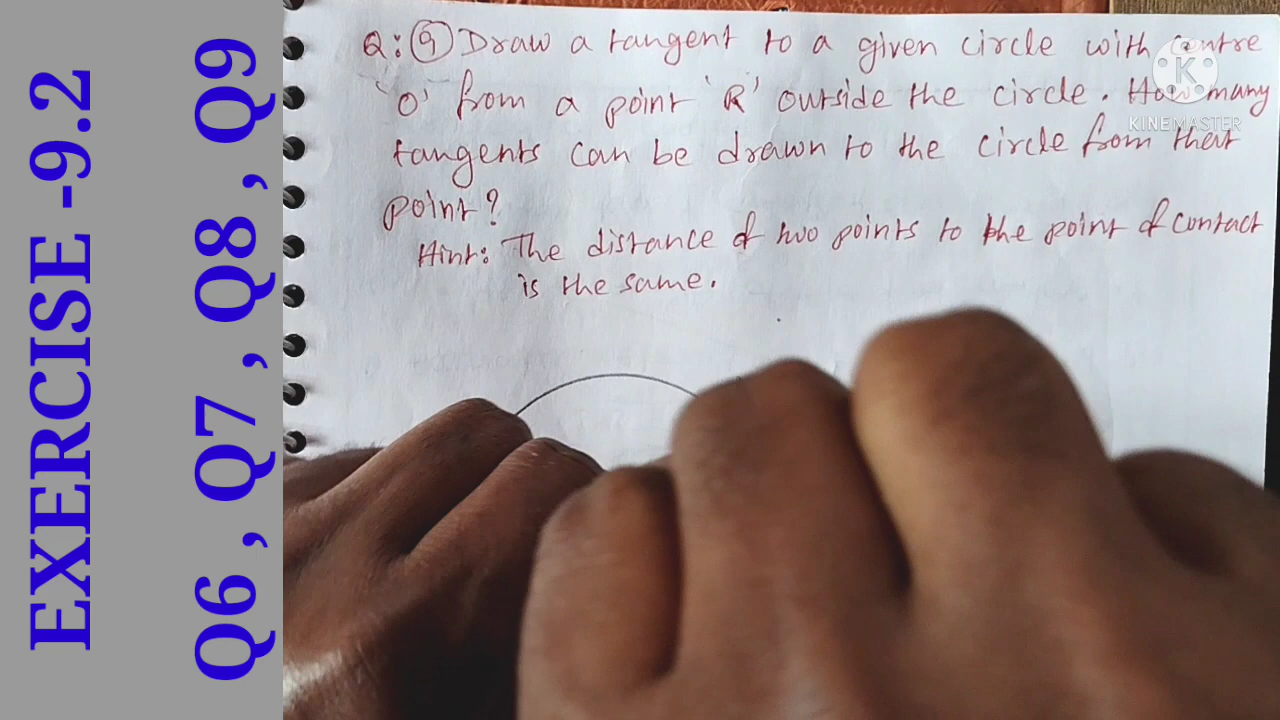 EXERCISE -9.2
Q6 , Q7 , Q8 , Q9
Q: 9 Draw a tangent to a given circle with centre
'O' from a point 'R' outside the circle. How many
tangents can be drawn to the circle from that
point?
Hint: The distance of two points to the point of contact
is the same.
K
KINEMASTER